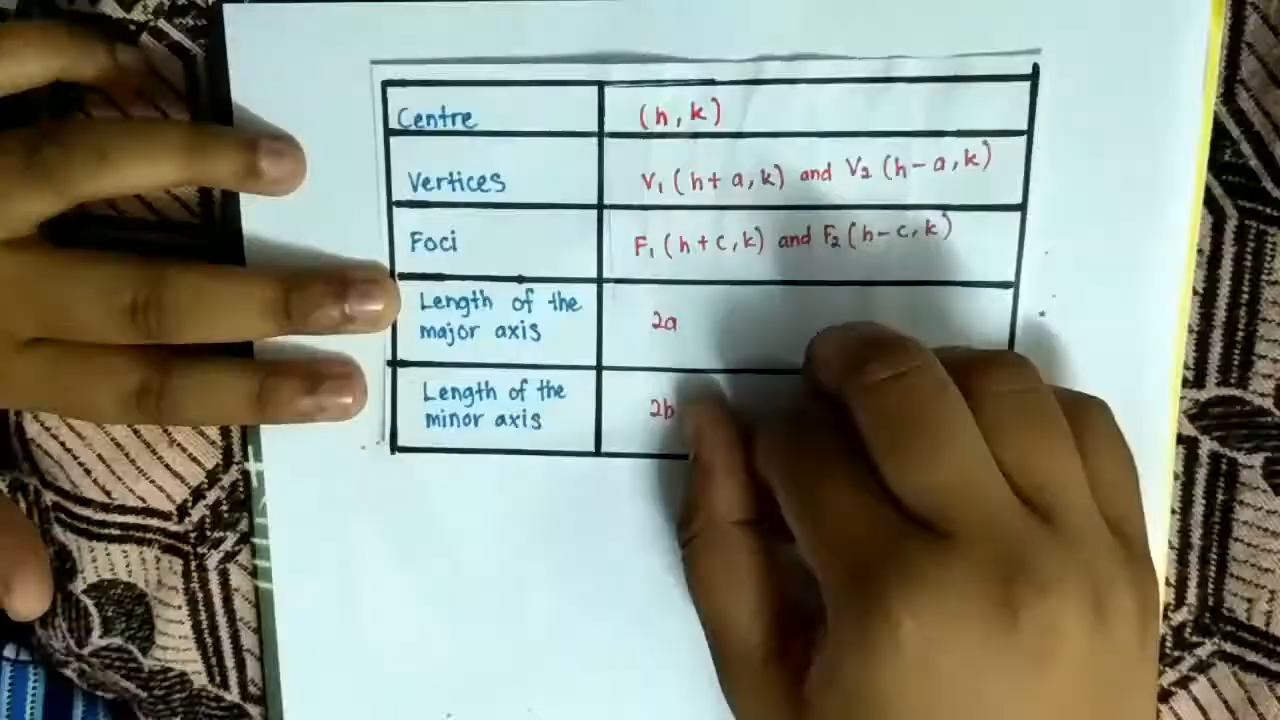 Centre
(h, k)
Vertices
V₁ (h + a, k) and V₂ (h - a, k)
Foci
F₁ (h + c, k) and F₂ (h - c, k)
Length of the
major axis
2a
Length of the
minor axis
2b